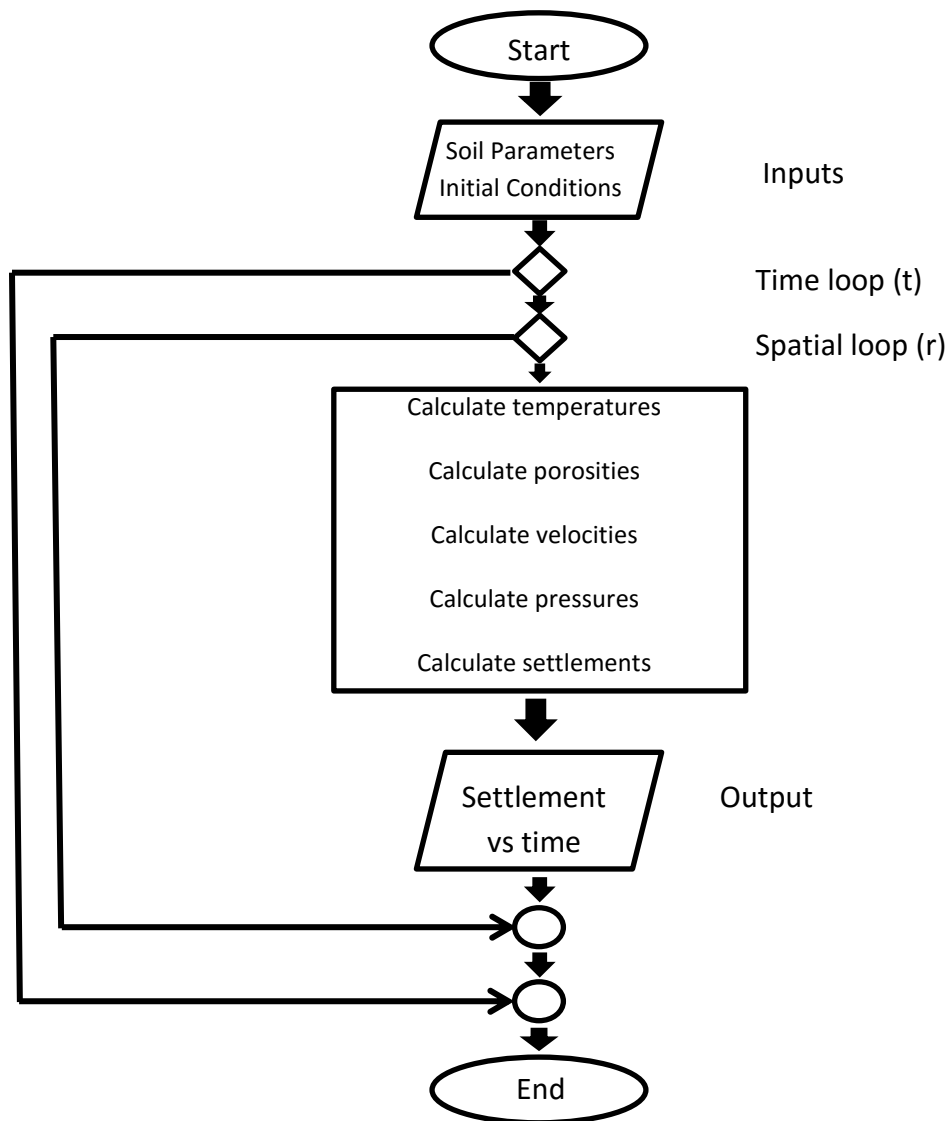 Start
Soil Parameters
Initial Conditions
Inputs
Time loop (t)
Spatial loop (r)
Calculate temperatures
Calculate porosities
Calculate velocities
Calculate pressures
Calculate settlements
Settlement
vs time
Output
End